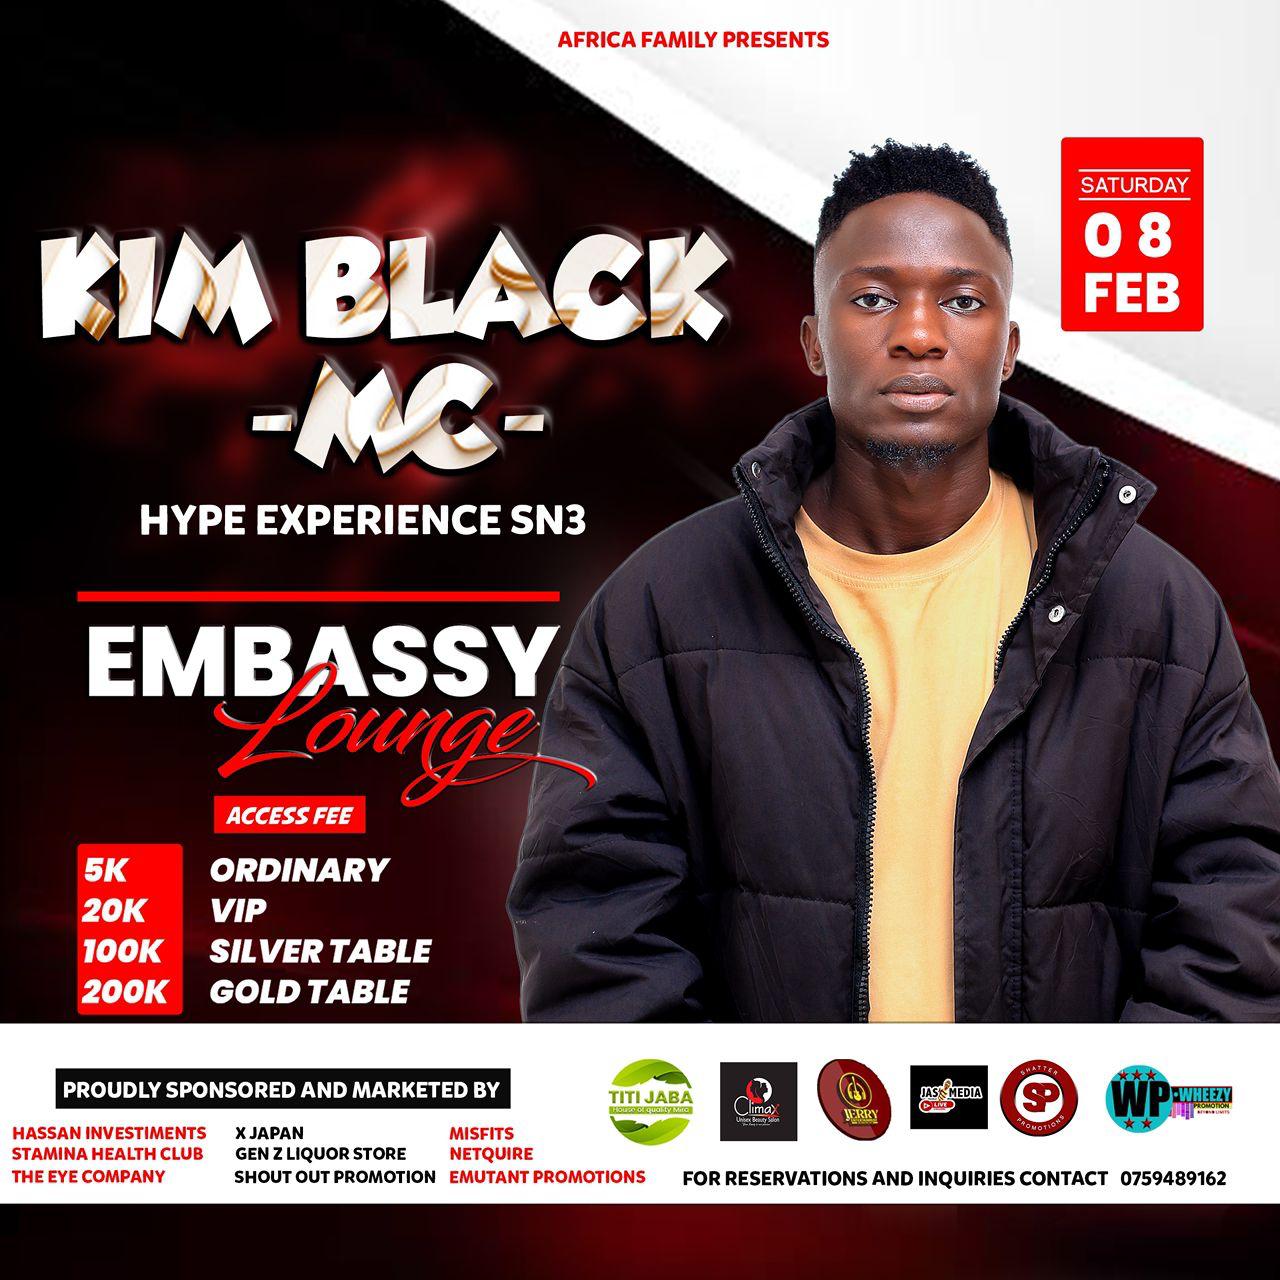 AFRICA FAMILY PRESENTS
SATURDAY
08
FEB
KIM BLACK
-MC-
HYPE EXPERIENCE SN3
EMBASSY
Lounge
ACCESS FEE
5K ORDINARY
20K VIP
100K SILVER TABLE
200K GOLD TABLE
PROUDLY SPONSORED AND MARKETED BY
HASSAN INVESTIMENTS X JAPAN MISFITS
STAMINA HEALTH CLUB GEN Z LIQUOR STORE NETQUIRE
THE EYE COMPANY SHOUT OUT PROMOTION EMUTANT PROMOTIONS
TITI JABA
House of quality Mira
Climax
Unisex Beauty Salon
JERRY
JAS MEDIA
LIVE
SHATTER
SP
PROMOTIONS
WP WHEEZY
PROMOTION
BEYOND LIMITS
FOR RESERVATIONS AND INQUIRIES CONTACT 0759489162